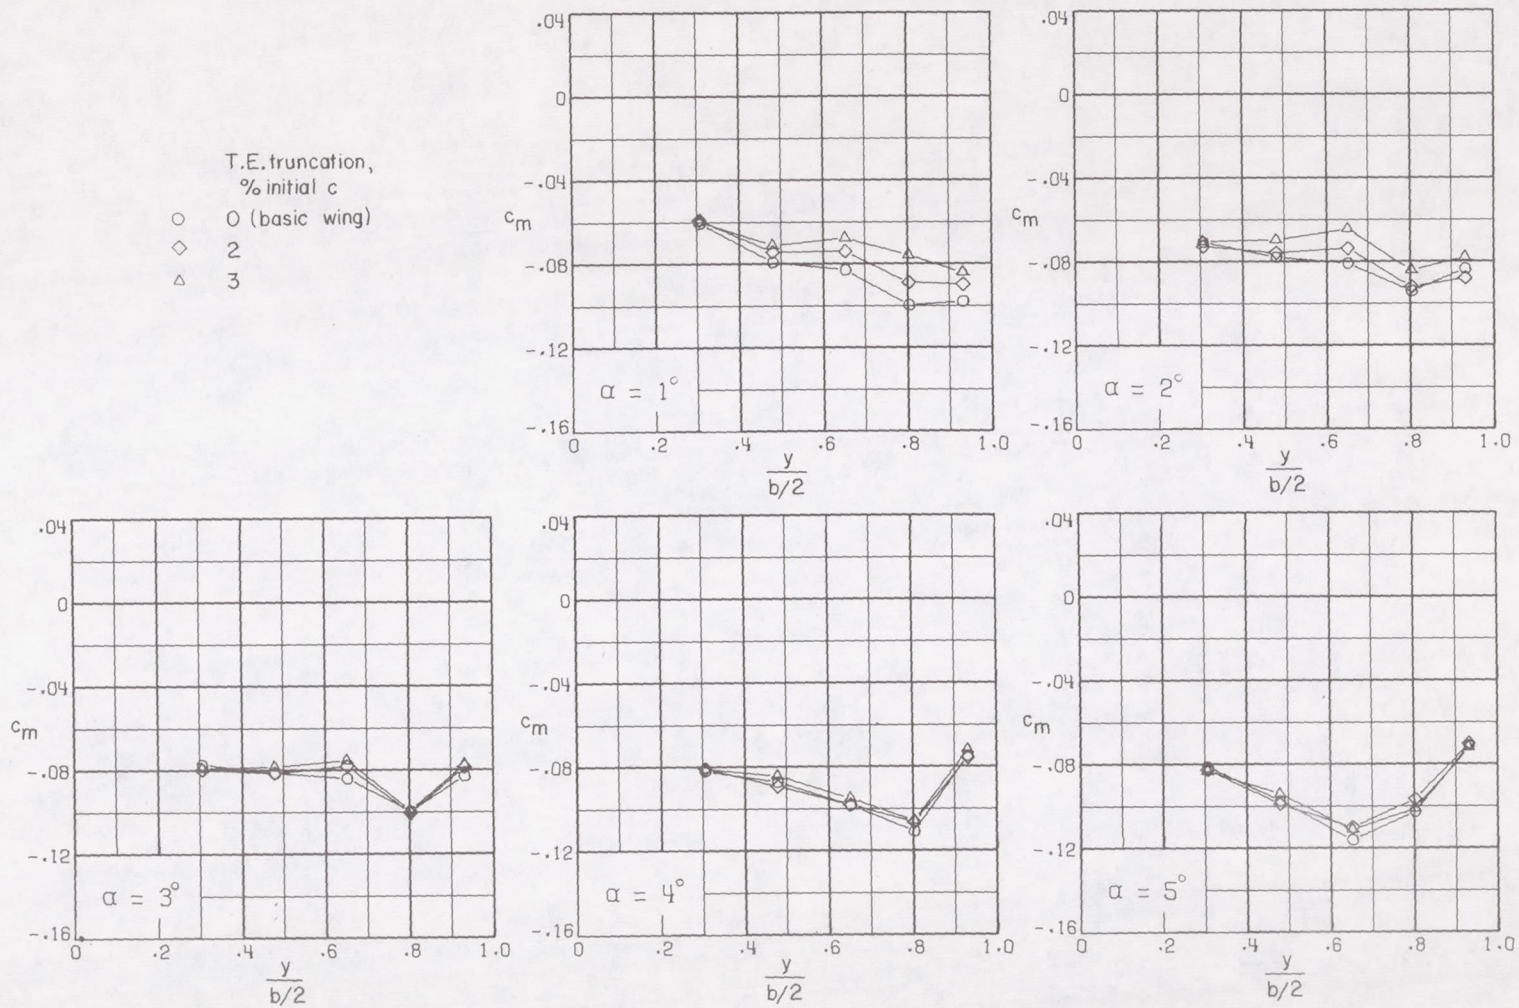 T.E. truncation,
% initial c
0 (basic wing)
2
3
.04
0
-.04
cm
-.08
-.12
α = 1°
-.16
0 .2 .4 .6 .8 1.0
y
b/2
.04
0
-.04
cm
-.08
-.12
α = 2°
-.16
0 .2 .4 .6 .8 1.0
y
b/2
.04
0
-.04
cm
-.08
-.12
α = 3°
-.16
0 .2 .4 .6 .8 1.0
y
b/2
.04
0
-.04
cm
-.08
-.12
α = 4°
-.16
0 .2 .4 .6 .8 1.0
y
b/2
.04
0
-.04
cm
-.08
-.12
α = 5°
-.16
0 .2 .4 .6 .8 1.0
y
b/2